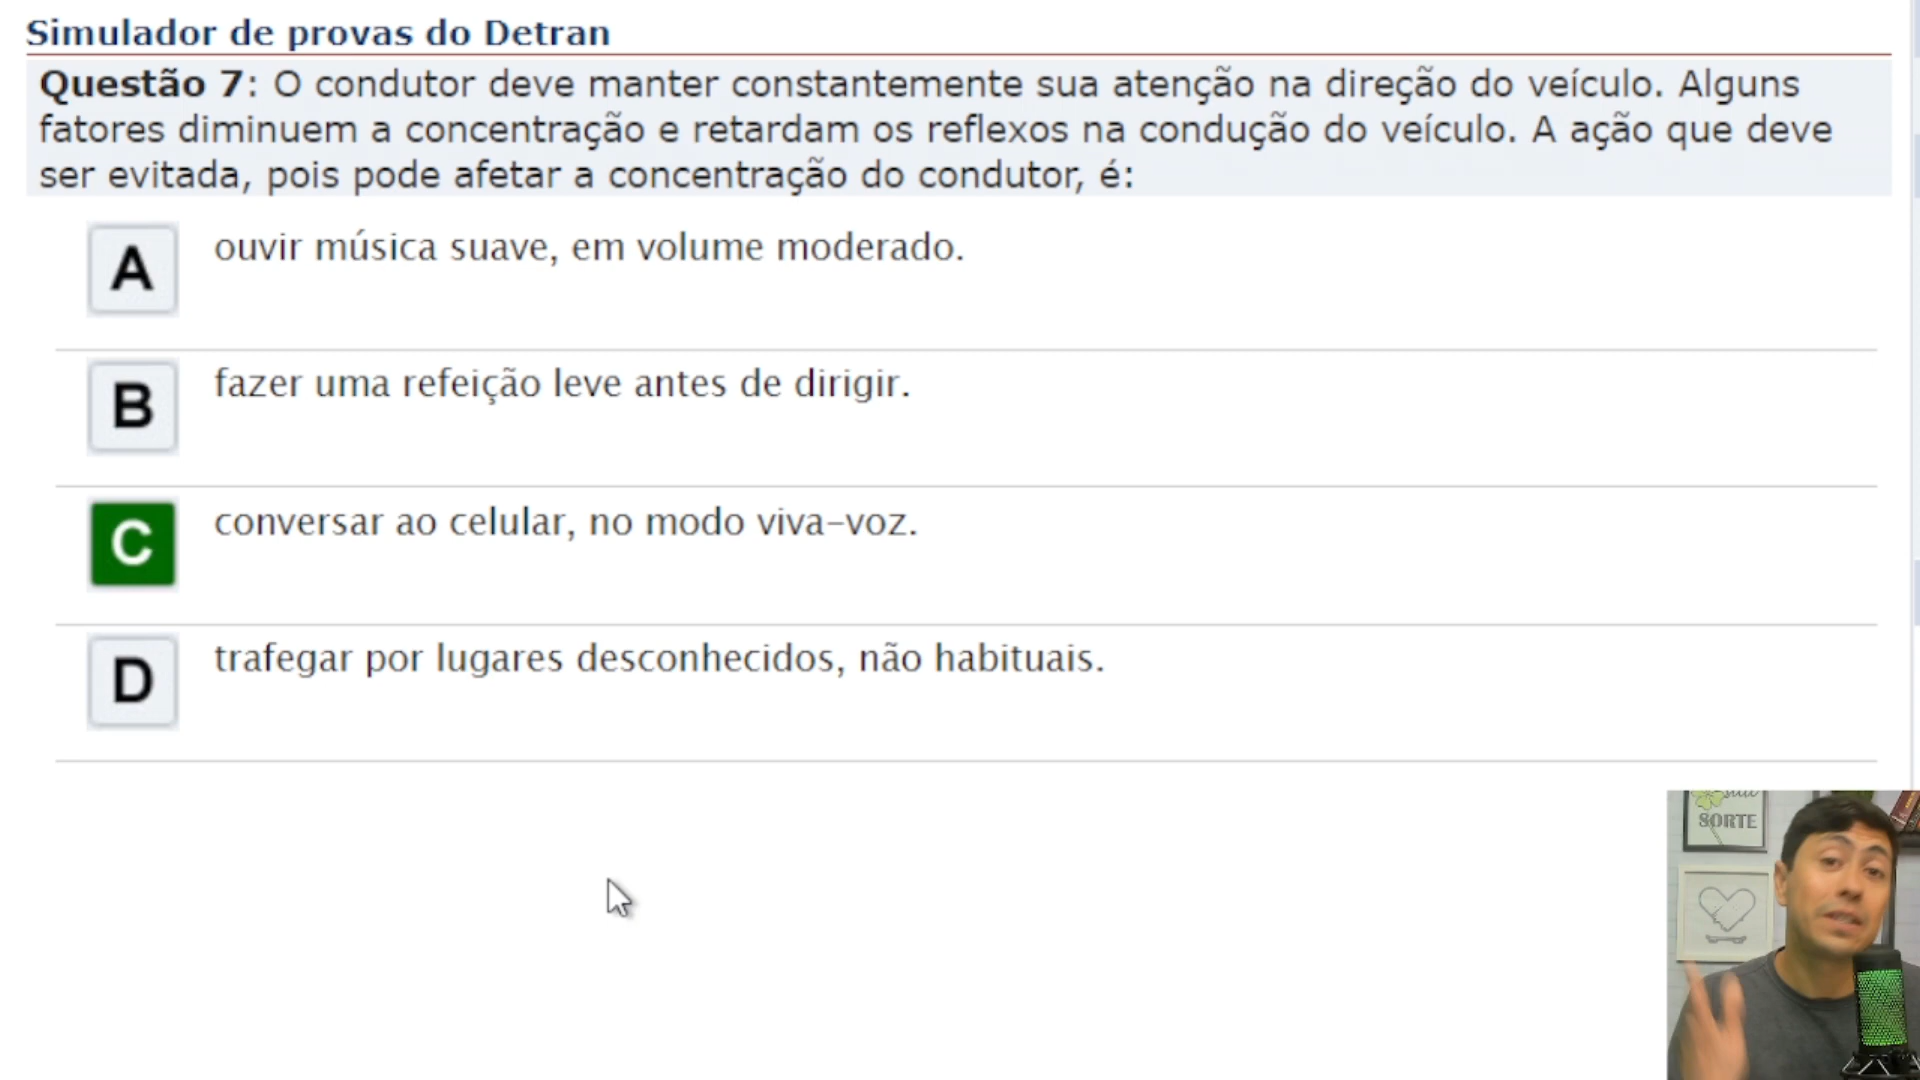 Simulador de provas do Detran
Questão 7: O condutor deve manter constantemente sua atenção na direção do veículo. Alguns
fatores diminuem a concentração e retardam os reflexos na condução do veículo. A ação que deve
ser evitada, pois pode afetar a concentração do condutor, é:
A ouvir música suave, em volume moderado.
B fazer uma refeição leve antes de dirigir.
C conversar ao celular, no modo viva-voz.
D trafegar por lugares desconhecidos, não habituais.
SORTE